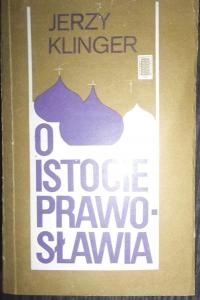 JERZY
KLINGER
O
ISTOCIE
PRAWO-
SŁAWIA